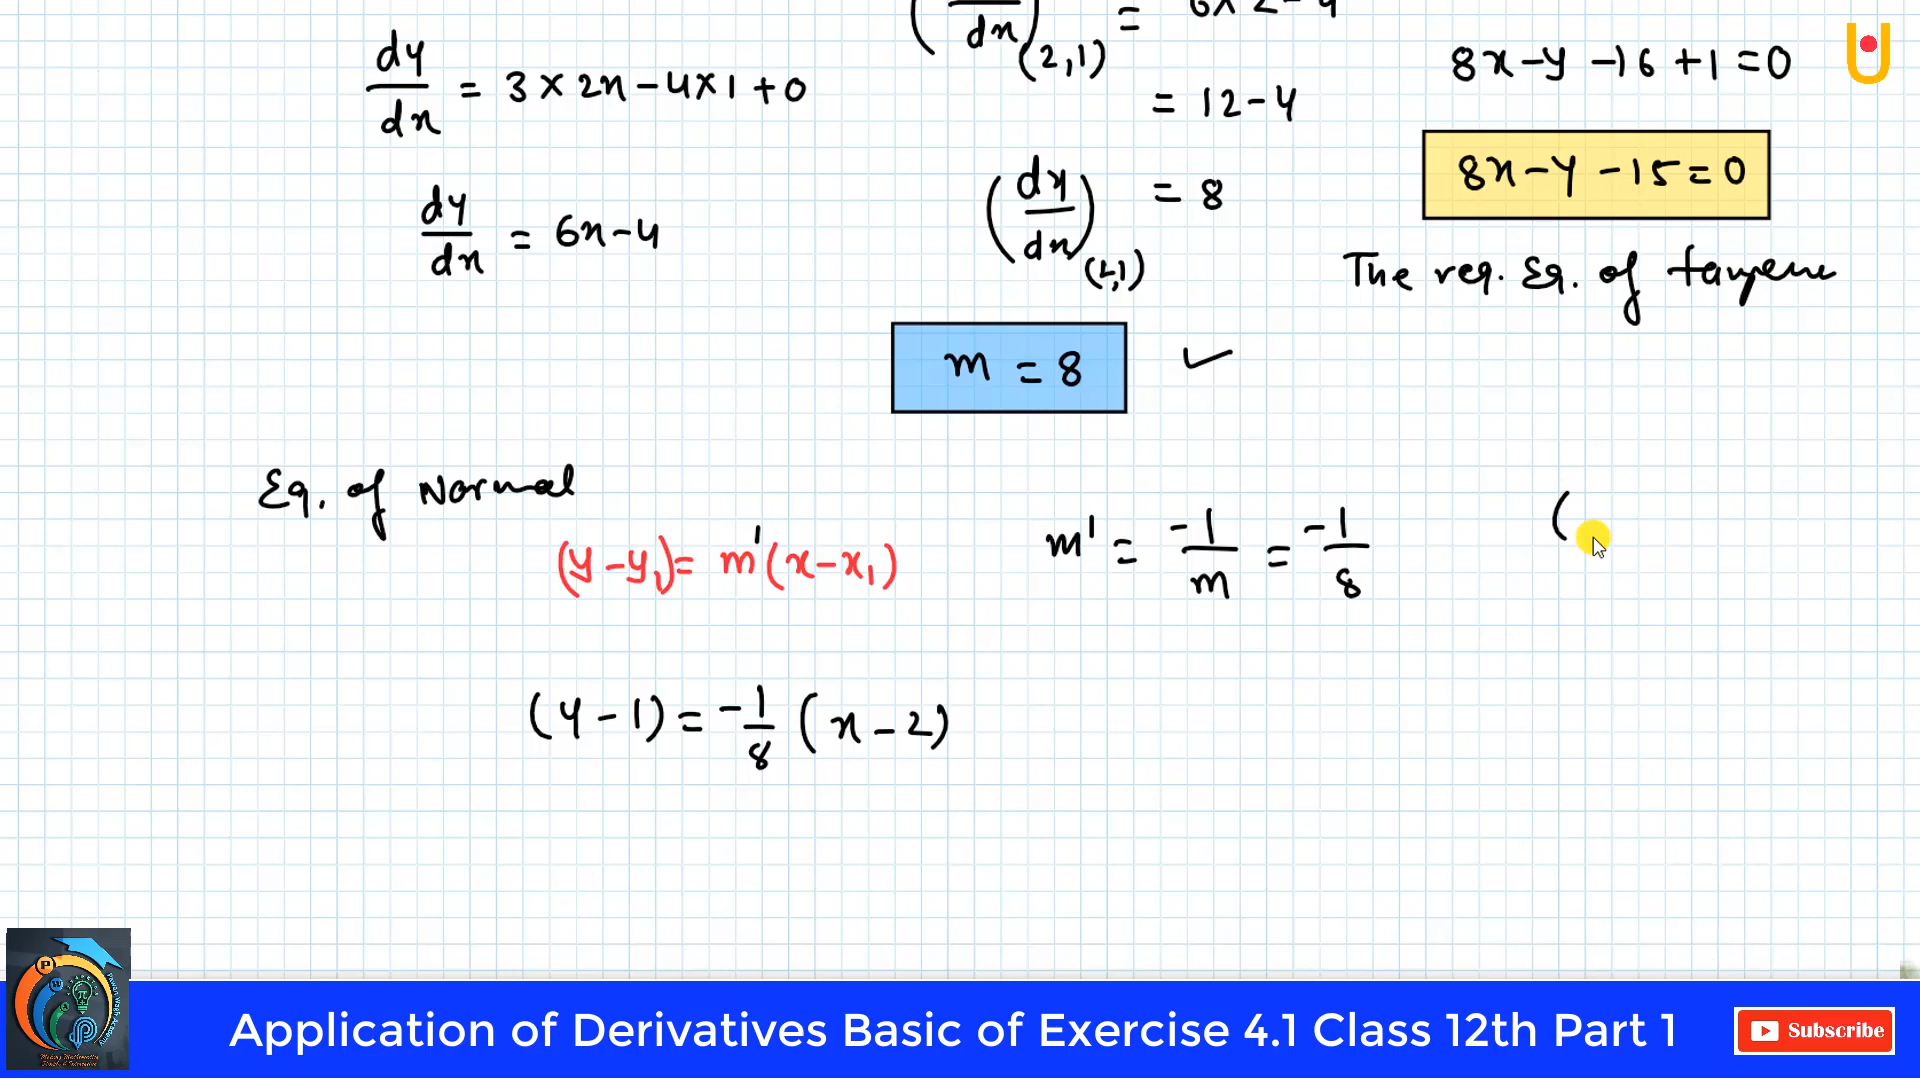 dy/dx = 3 × 2x - 4 × 1 + 0
dy/dx = 6x - 4
(dy/dx)(2,1) = 6 × 2 - 4
= 12 - 4
(dy/dx)(2,1) = 8
m = 8 ✓
8x - y - 16 + 1 = 0
8x - y - 15 = 0
The req. Eq. of
Eq. of Normal
(y - y₁) = m'(x - x₁)
m' = -1/m = -1/8
(
(y - 1) = -1/8 (x - 2)
Application of Derivatives Basic of Exercise 4.1 Class 12th Part 1
Subscribe